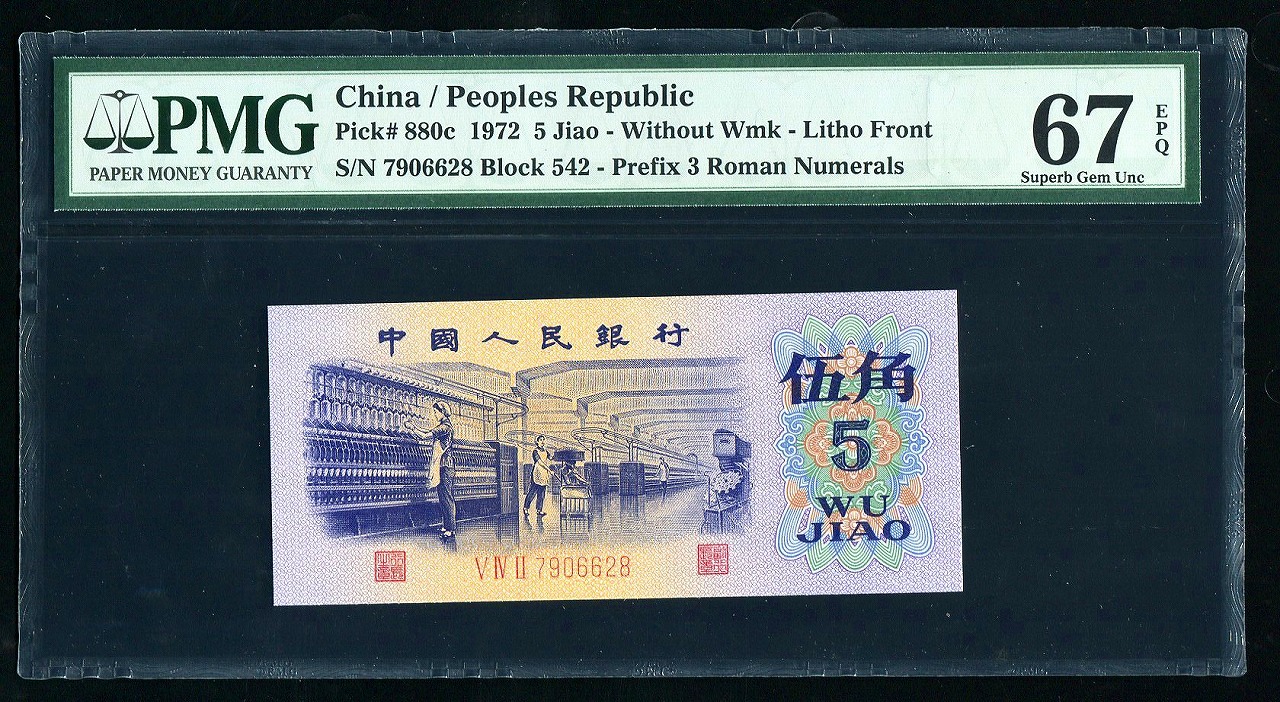 PMG
PAPER MONEY GUARANTY
China / Peoples Republic
Pick# 880c 1972 5 Jiao - Without Wmk - Litho Front
S/N 7906628 Block 542 - Prefix 3 Roman Numerals
67
EPQ
Superb Gem Unc
中國人民銀行
伍角
5
WU
JIAO
V IV II 7906628